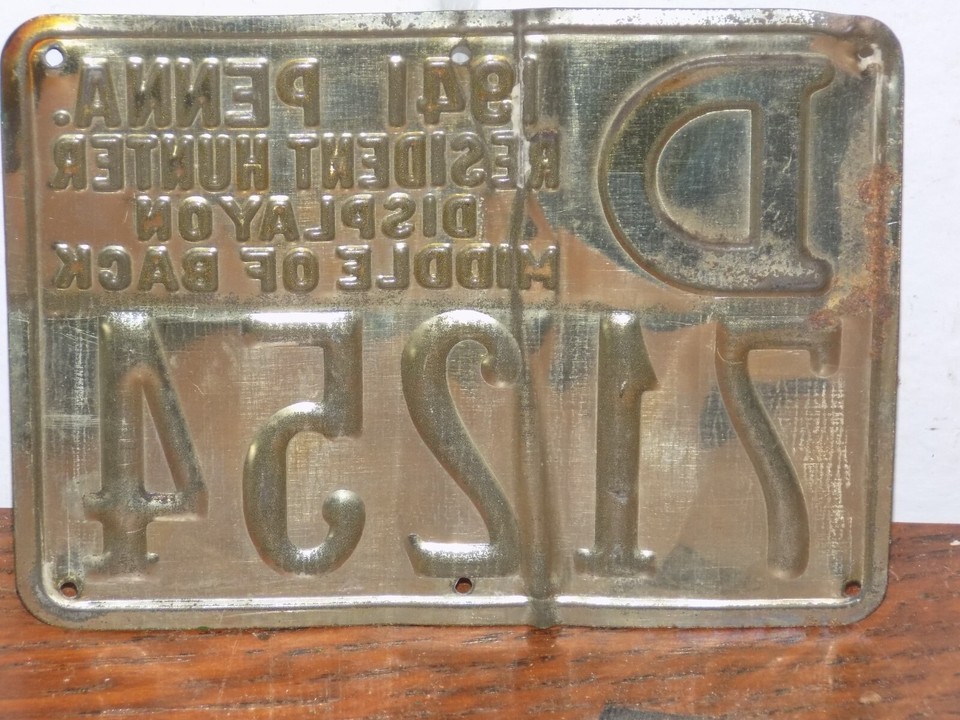 D 1941 PENNA.
RESIDENT HUNTER
DISPLAY ON
MIDDLE OF BACK
71254